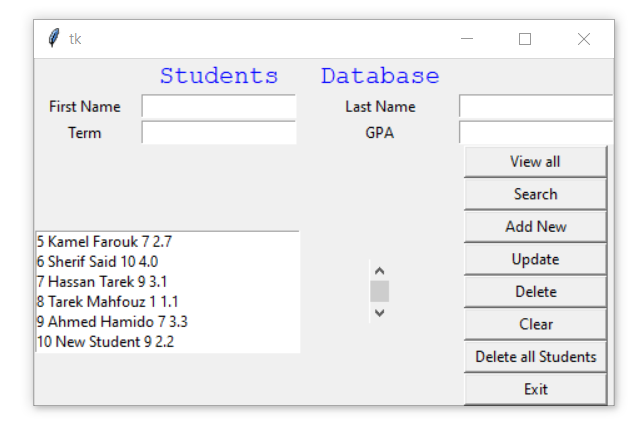 tk
Students Database
First Name Last Name
Term GPA
View all
Search
Add New
Update
Delete
Clear
Delete all Students
Exit
5 Kamel Farouk 7 2.7
6 Sherif Said 10 4.0
7 Hassan Tarek 9 3.1
8 Tarek Mahfouz 1 1.1
9 Ahmed Hamido 7 3.3
10 New Student 9 2.2